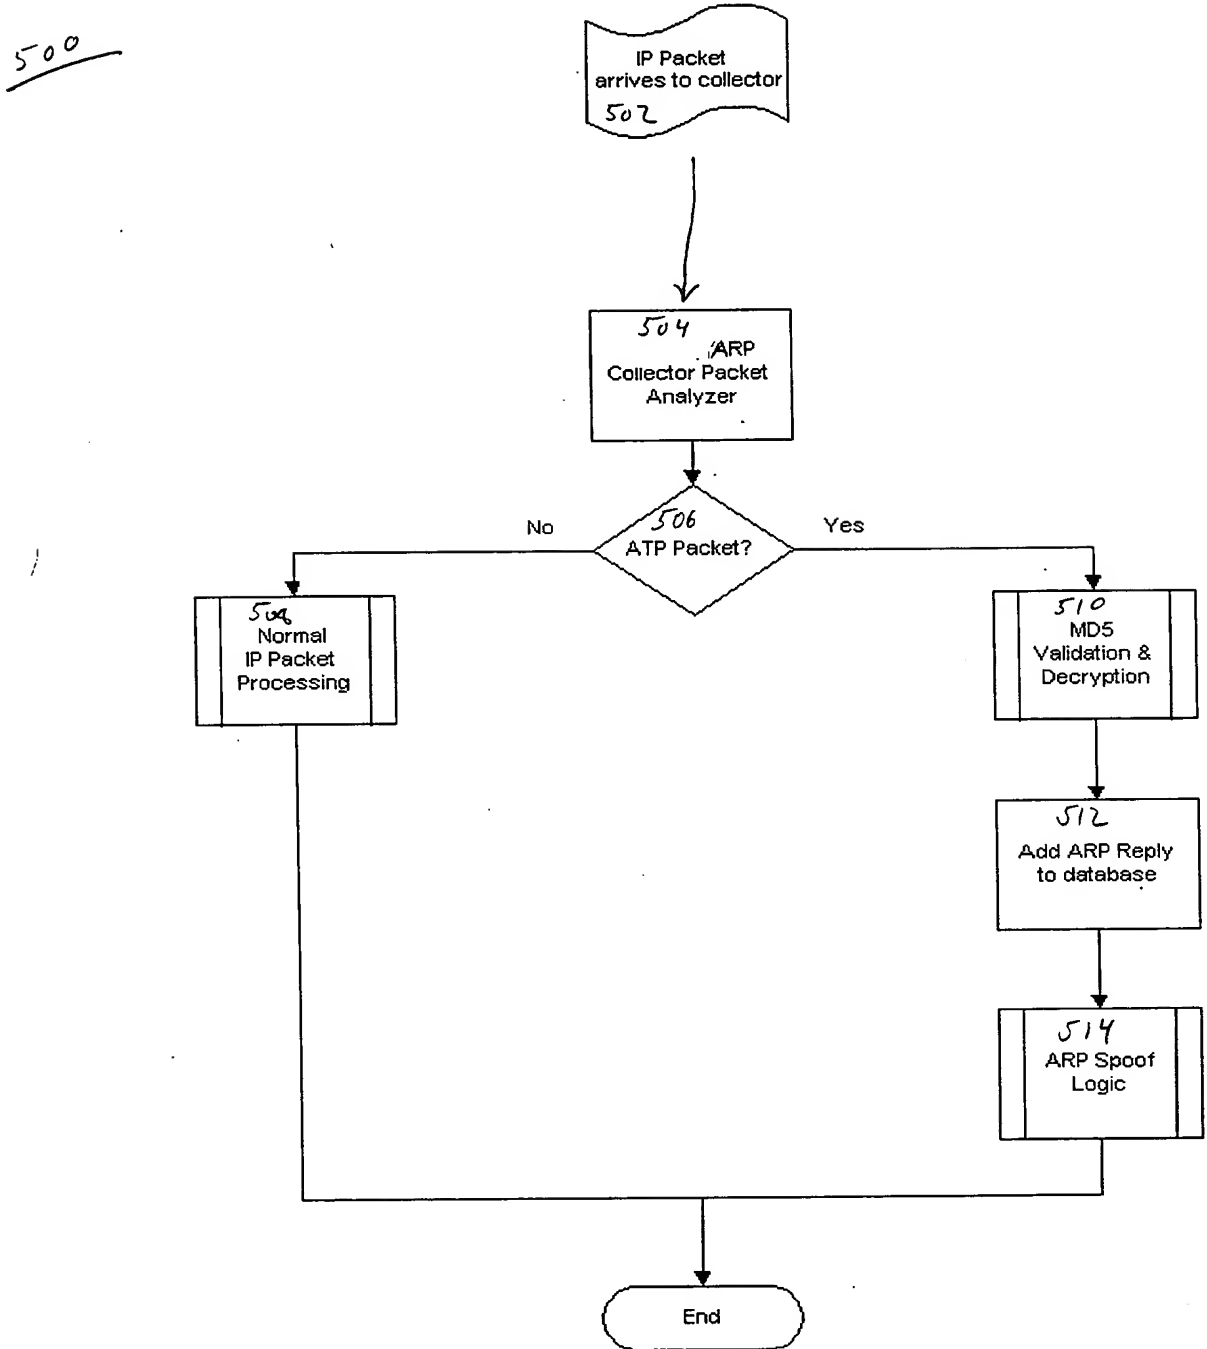 500
IP Packet
arrives to collector
502
504
ARP
Collector Packet
Analyzer
506
ATP Packet?
No
Yes
508
Normal
IP Packet
Processing
510
MD5
Validation &
Decryption
512
Add ARP Reply
to database
514
ARP Spoof
Logic
End